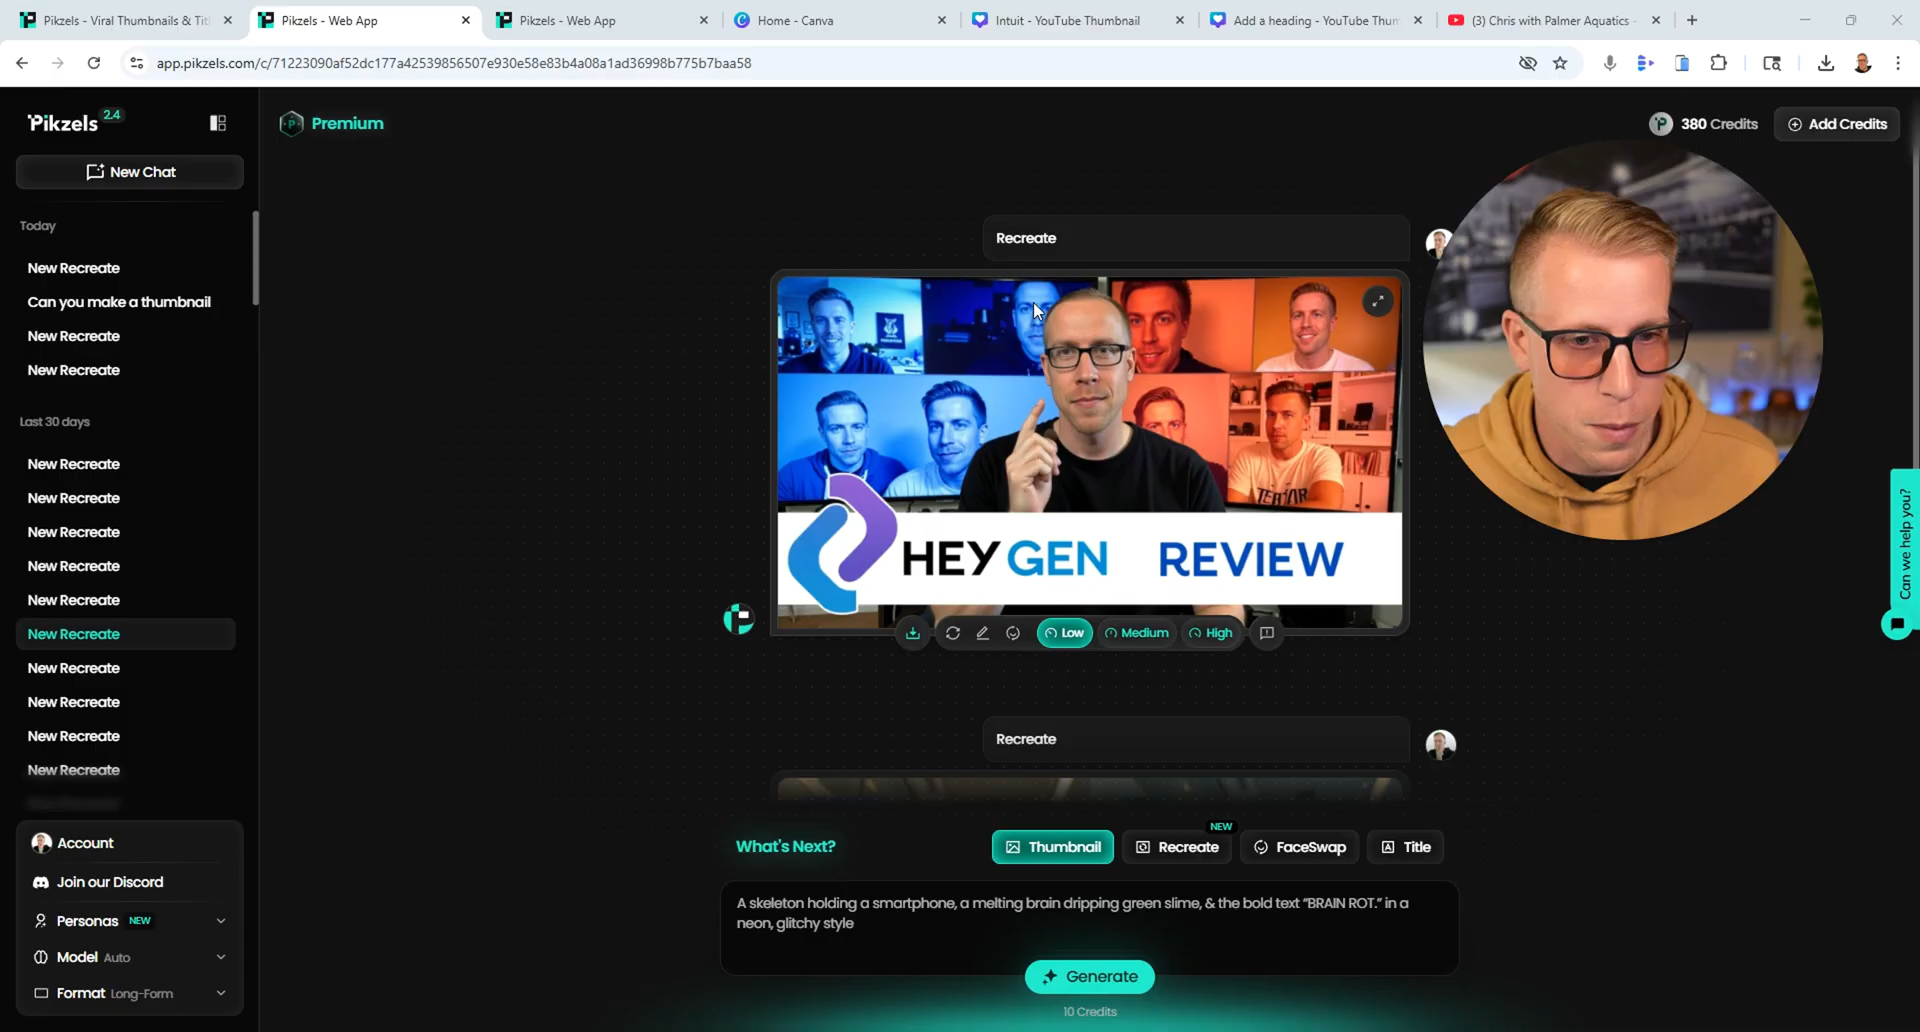 Pikzels - Viral Thumbnails & Titl
Pikzels - Web App
Pikzels - Web App
Home - Canva
Intuit - YouTube Thumbnail
Add a heading - YouTube Thum
(3) Chris with Palmer Aquatics -
app.pikzels.com/c/71223090af52dc177a42539856507e930e58e83b4a08a1ad36998b775b7baa58
Pikzels 2.4
Premium
380 Credits
Add Credits
New Chat
Today
New Recreate
Can you make a thumbnail
New Recreate
New Recreate
Last 30 days
New Recreate
New Recreate
New Recreate
New Recreate
New Recreate
New Recreate
New Recreate
New Recreate
New Recreate
New Recreate
Account
Join our Discord
Personas NEW
Model Auto
Format Long-Form
Recreate
HEYGEN REVIEW
Low
Medium
High
Recreate
What's Next?
Thumbnail
Recreate
NEW
FaceSwap
Title
A skeleton holding a smartphone, a melting brain dripping green slime, & the bold text “BRAIN ROT.” in a
neon, glitchy style
Generate
10 Credits
Can we help you?